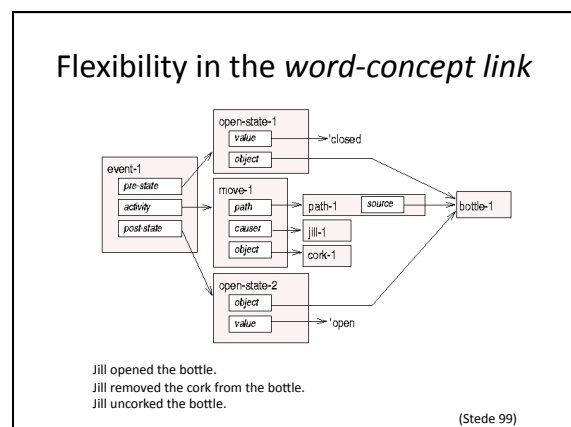 Flexibility in the word-concept link
open-state-1
value
'closed
object
event-1
pre-state
activity
post-state
move-1
path
causer
object
path-1 source
jill-1
cork-1
bottle-1
open-state-2
object
value
'open
Jill opened the bottle.
Jill removed the cork from the bottle.
Jill uncorked the bottle.
(Stede 99)